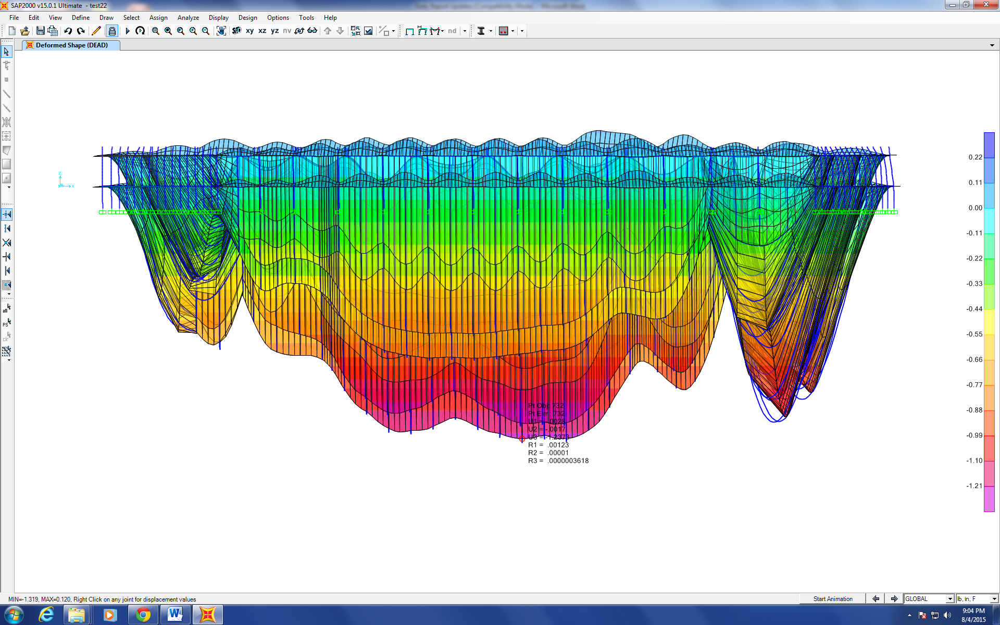 SAP2000 v15.0.1 Ultimate - test22
File Edit View Define Draw Select Assign Analyze Display Design Options Tools Help
3D xy xz yz nv nd
Deformed Shape (DEAD)
all
PS
clr
z
x
0.22
0.11
0.00
-0.11
-0.22
-0.33
-0.44
-0.55
-0.66
-0.77
-0.88
-0.99
-1.10
-1.21
Pt Obj: 732
Pt Elm: 732
U1 = .0028
U2 = -.0017
U3 = -1.2373
R1 = .00123
R2 = .00001
R3 = .0000003618
MIN=-1.319, MAX=0.120, Right Click on any joint for displacement values
Start Animation
GLOBAL
lb, in, F
9:04 PM
8/4/2015